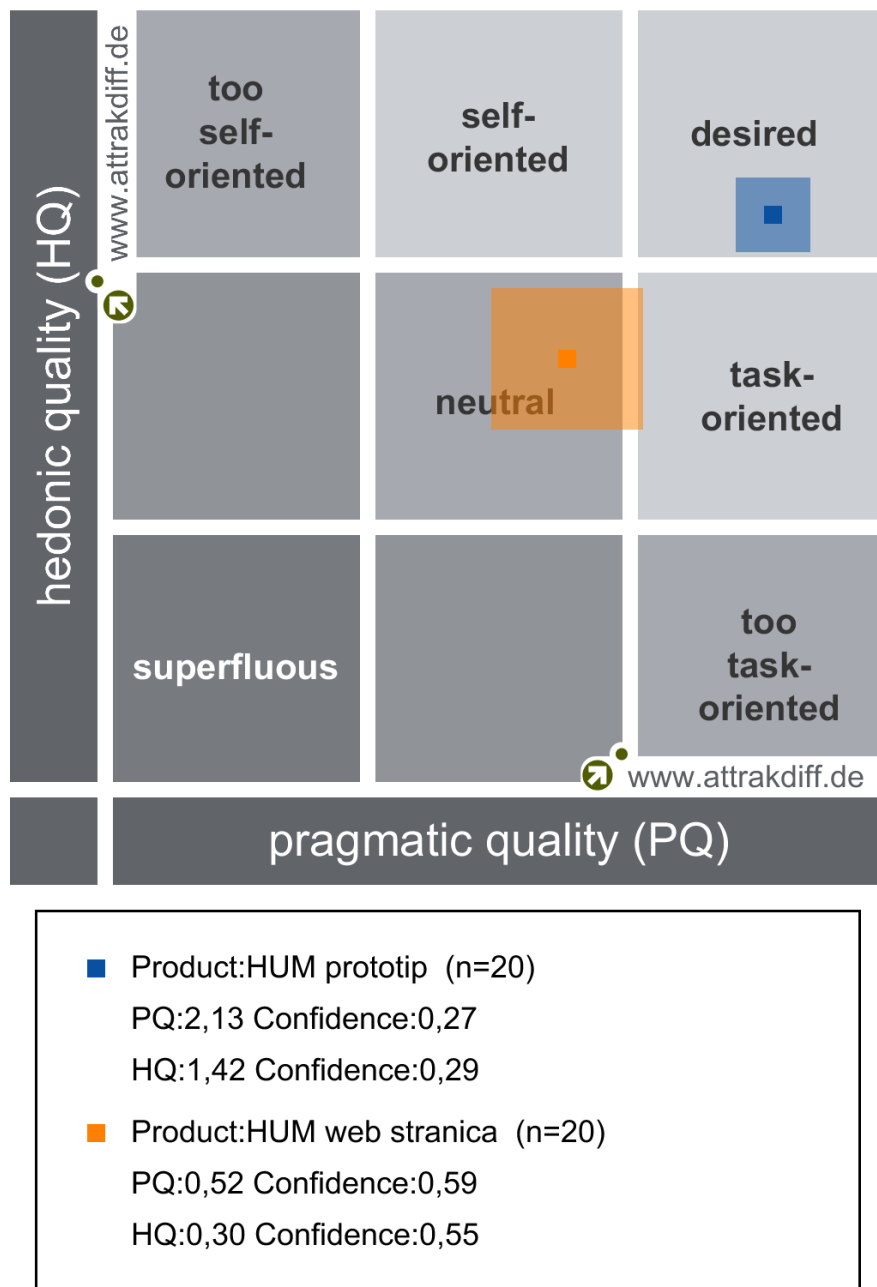 www.attrakdiff.de
hedonic quality (HQ)
too
self-
oriented
self-
oriented
desired
neutral
task-
oriented
superfluous
too
task-
oriented
www.attrakdiff.de
pragmatic quality (PQ)
Product:HUM prototip (n=20)
PQ:2,13 Confidence:0,27
HQ:1,42 Confidence:0,29
Product:HUM web stranica (n=20)
PQ:0,52 Confidence:0,59
HQ:0,30 Confidence:0,55